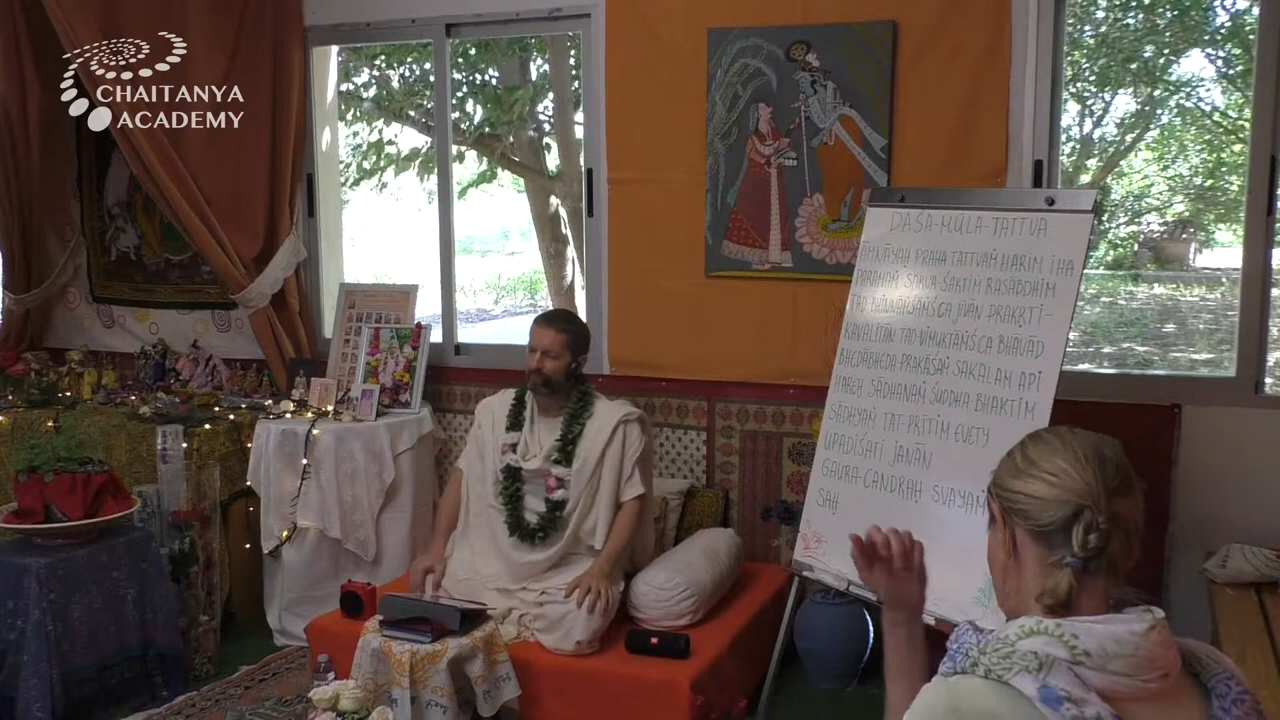 CHAITANYA
ACADEMY
DAŚA-MŪLA-TATTVA
ĀMNĀYAḤ PRAHA TATTVAṀ HARIM IHA
PARAMAṀ SARVA-ŚAKTIṀ RASĀBDHIṀ
TAD-BHINNĀṀŚĀṀŚ CA JĪVĀN PRAKṚTI-
KAVALITĀN TAD-VIMUKTĀṀŚ CA BHĀVĀD
BHEDĀBHEDA-PRAKĀŚAṀ SAKALAM API
HAREḤ SĀDHANAṀ ŚUDDHA-BHAKTIṀ
SĀDHYAṀ TAT-PRĪTIM EVETY
UPADIŚATI JANĀN
GAURA-CANDRAḤ SVAYAṀ
SAḤ